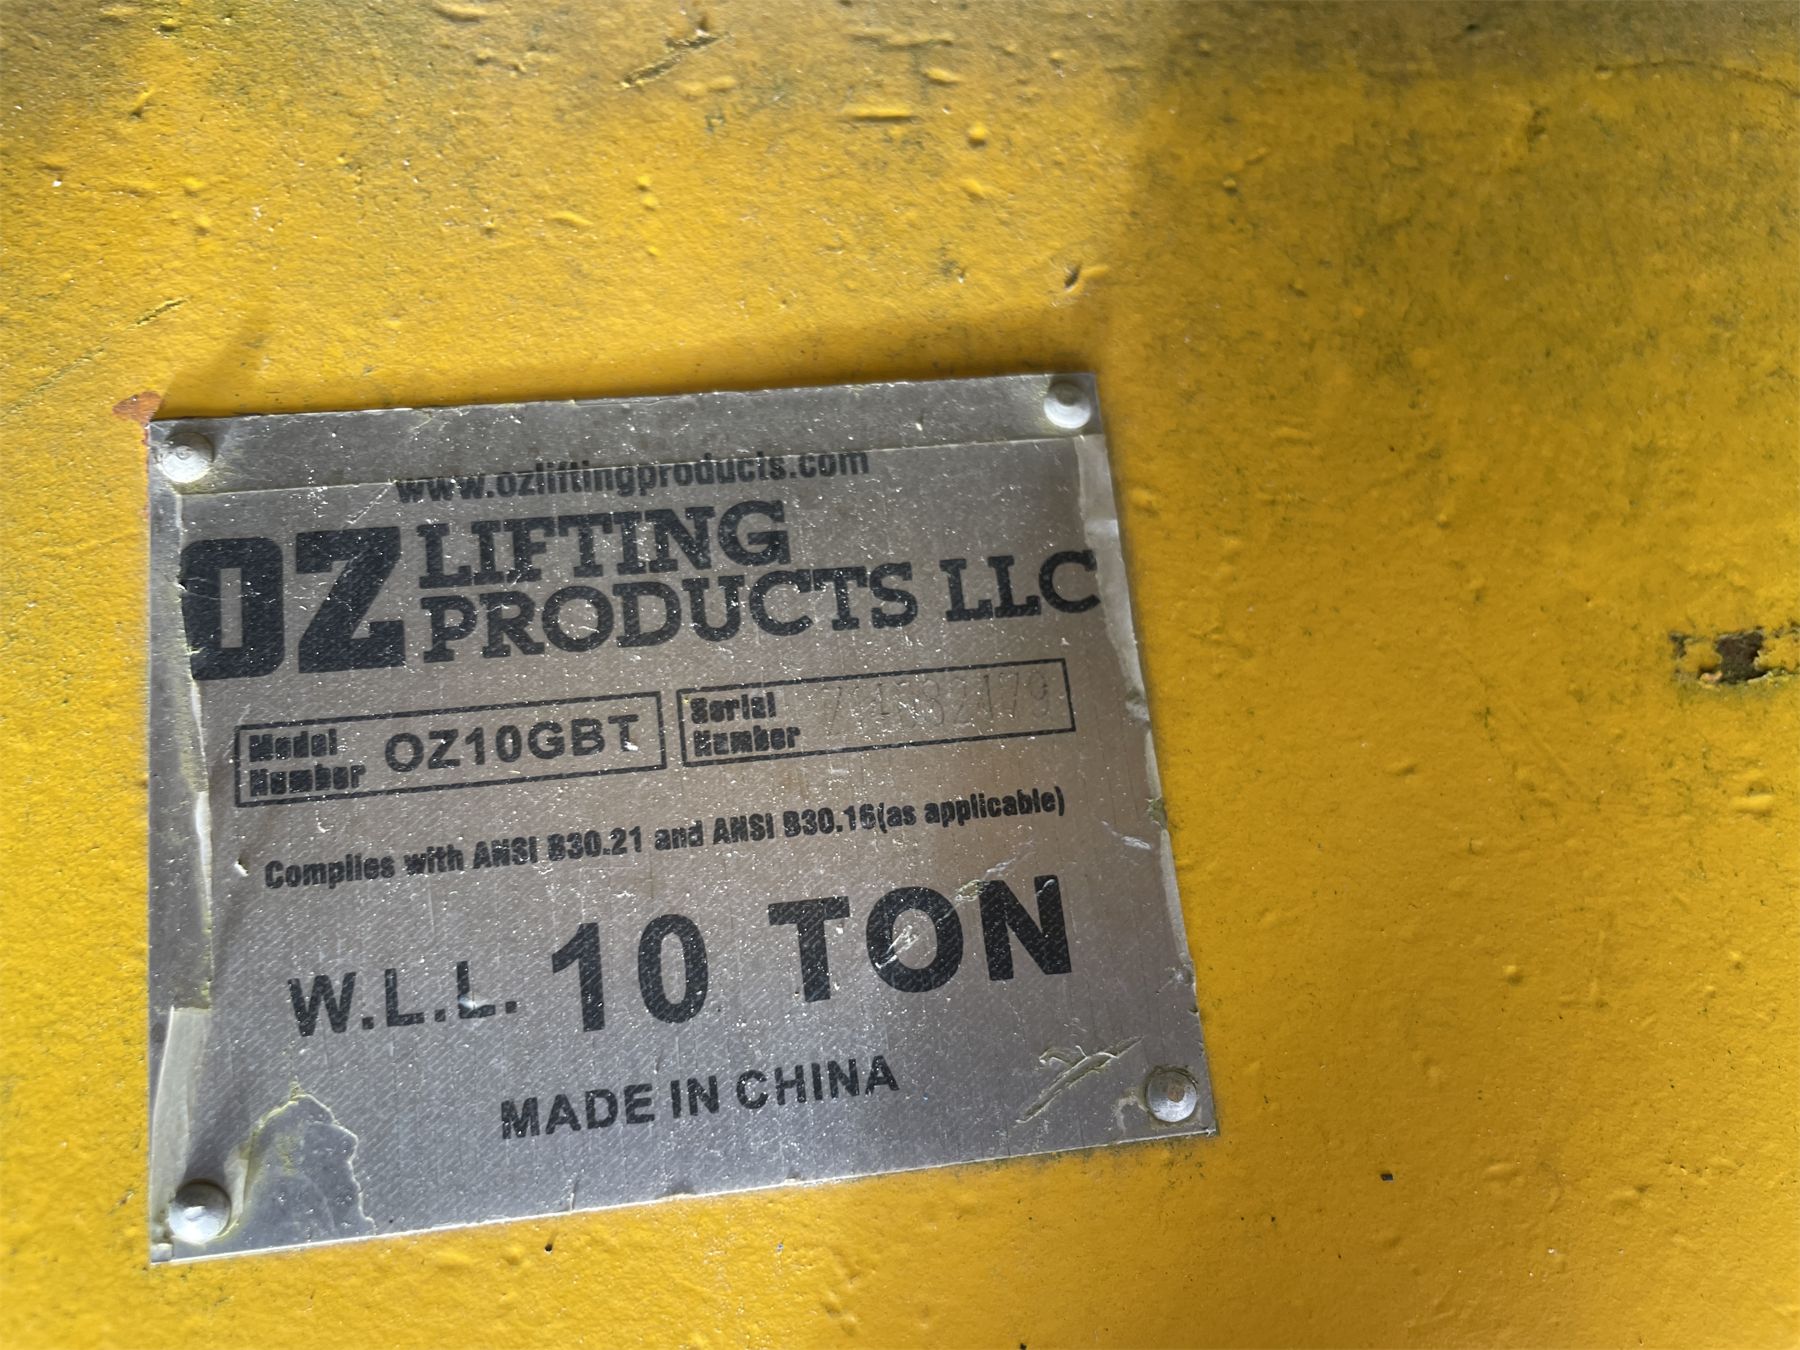 www.ozliftingproducts.com
OZ LIFTING
PRODUCTS LLC
Model Number OZ10GBT
Serial Number
Complies with ANSI B30.21 and ANSI B30.16(as applicable)
W.L.L. 10 TON
MADE IN CHINA